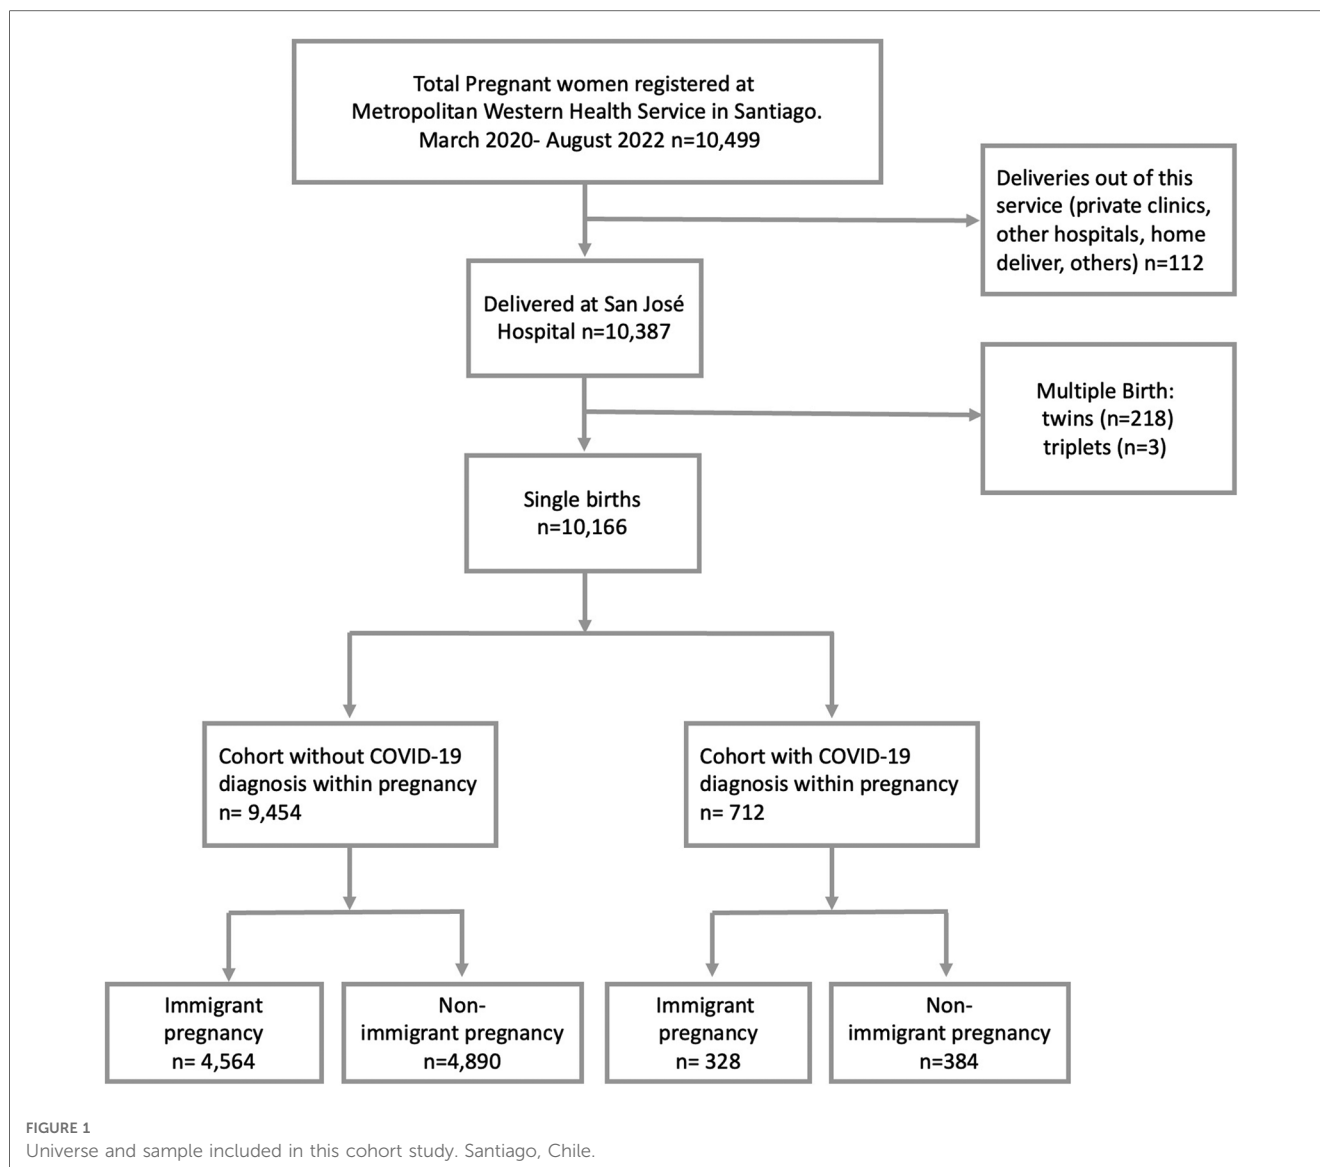 Total Pregnant women registered at
Metropolitan Western Health Service in Santiago.
March 2020- August 2022 n=10,499
Deliveries out of this
service (private clinics,
other hospitals, home
deliver, others) n=112
Delivered at San José
Hospital n=10,387
Multiple Birth:
twins (n=218)
triplets (n=3)
Single births
n=10,166
Cohort without COVID-19
diagnosis within pregnancy
n= 9,454
Cohort with COVID-19
diagnosis within pregnancy
n= 712
Immigrant
pregnancy
n= 4,564
Non-
immigrant pregnancy
n=4,890
Immigrant
pregnancy
n= 328
Non-
immigrant pregnancy
n=384
FIGURE 1
Universe and sample included in this cohort study. Santiago, Chile.